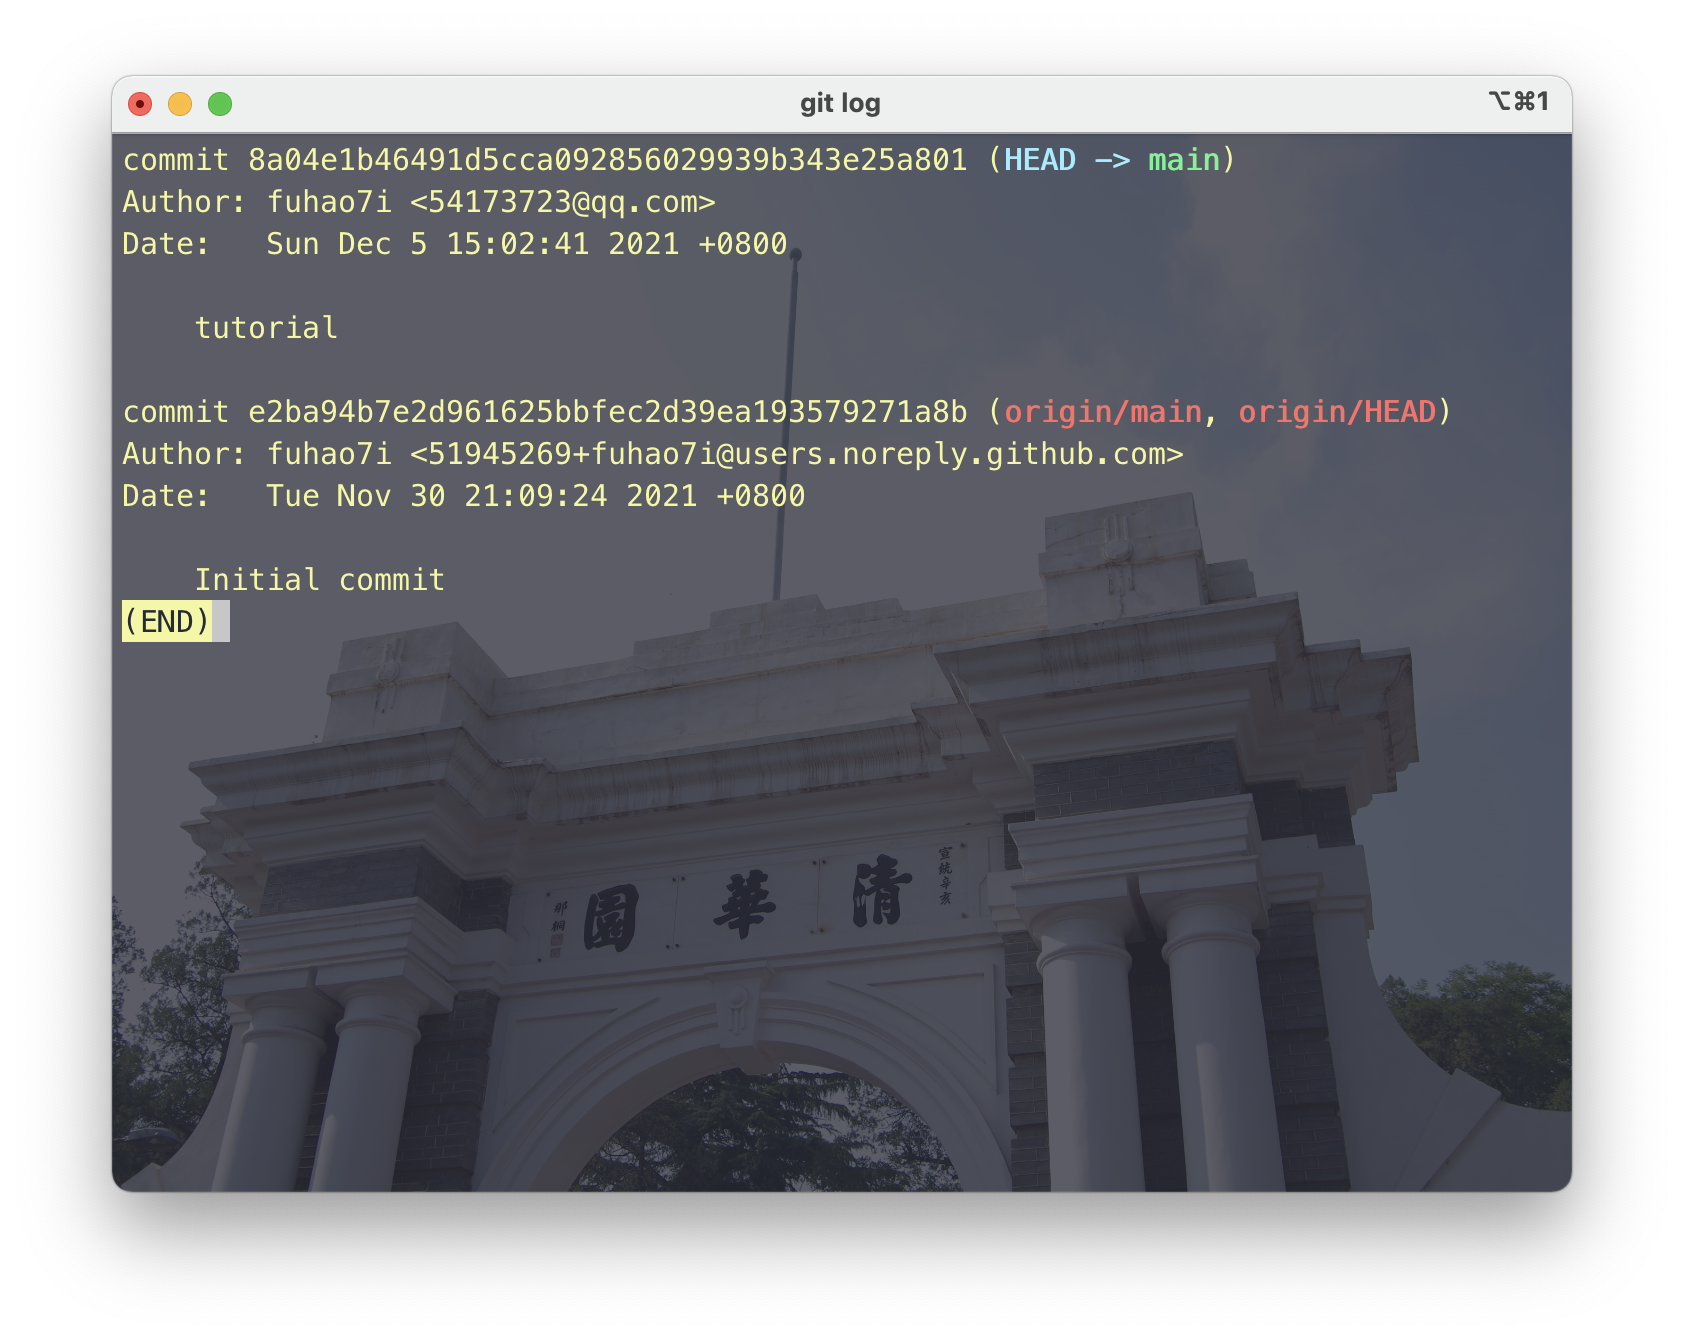 git log
⌥⌘1
commit 8a04e1b46491d5cca092856029939b343e25a801 (HEAD -> main)
Author: fuhao7i <54173723@qq.com>
Date:   Sun Dec 5 15:02:41 2021 +0800
tutorial
commit e2ba94b7e2d961625bbfec2d39ea193579271a8b (origin/main, origin/HEAD)
Author: fuhao7i <51945269+fuhao7i@users.noreply.github.com>
Date:   Tue Nov 30 21:09:24 2021 +0800
Initial commit
(END)
宣統辛亥
清華園
那桐